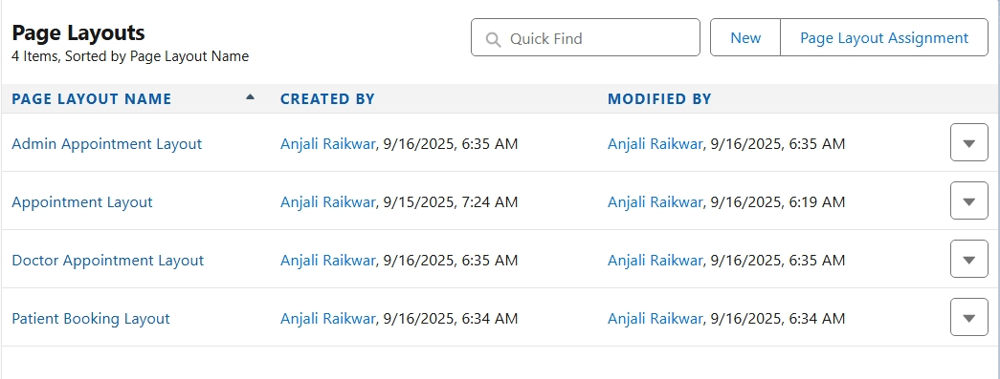 Page Layouts
4 Items, Sorted by Page Layout Name
Quick Find
New
Page Layout Assignment
PAGE LAYOUT NAME CREATED BY MODIFIED BY
Admin Appointment Layout Anjali Raikwar, 9/16/2025, 6:35 AM Anjali Raikwar, 9/16/2025, 6:35 AM
Appointment Layout Anjali Raikwar, 9/15/2025, 7:24 AM Anjali Raikwar, 9/16/2025, 6:19 AM
Doctor Appointment Layout Anjali Raikwar, 9/16/2025, 6:35 AM Anjali Raikwar, 9/16/2025, 6:35 AM
Patient Booking Layout Anjali Raikwar, 9/16/2025, 6:34 AM Anjali Raikwar, 9/16/2025, 6:34 AM